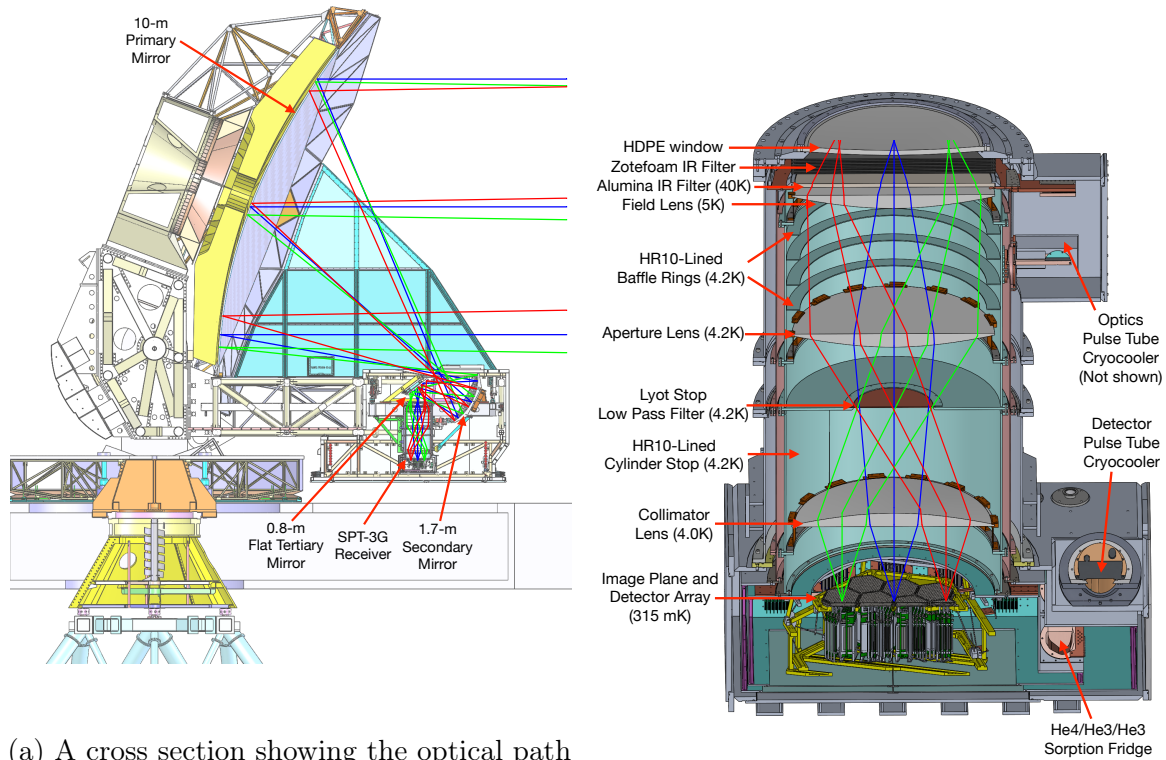 10-m
Primary
Mirror
0.8-m
Flat Tertiary
Mirror
SPT-3G
Receiver
1.7-m
Secondary
Mirror
(a) A cross section showing the optical path
HDPE window
Zotefoam IR Filter
Alumina IR Filter (40K)
Field Lens (5K)
HR10-Lined
Baffle Rings (4.2K)
Aperture Lens (4.2K)
Lyot Stop
Low Pass Filter (4.2K)
HR10-Lined
Cylinder Stop (4.2K)
Collimator
Lens (4.0K)
Image Plane and
Detector Array
(315 mK)
Optics
Pulse Tube
Cryocooler
(Not shown)
Detector
Pulse Tube
Cryocooler
He4/He3/He3
Sorption Fridge